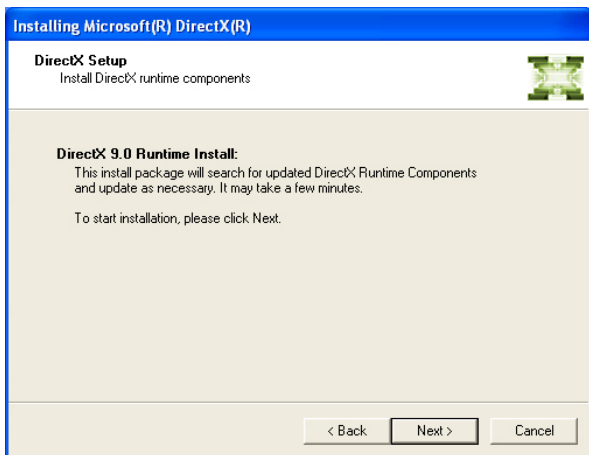 Installing Microsoft(R) DirectX(R)
DirectX Setup
Install DirectX runtime components
DirectX 9.0 Runtime Install:
This install package will search for updated DirectX Runtime Components
and update as necessary. It may take a few minutes.
To start installation, please click Next.
< Back
Next >
Cancel